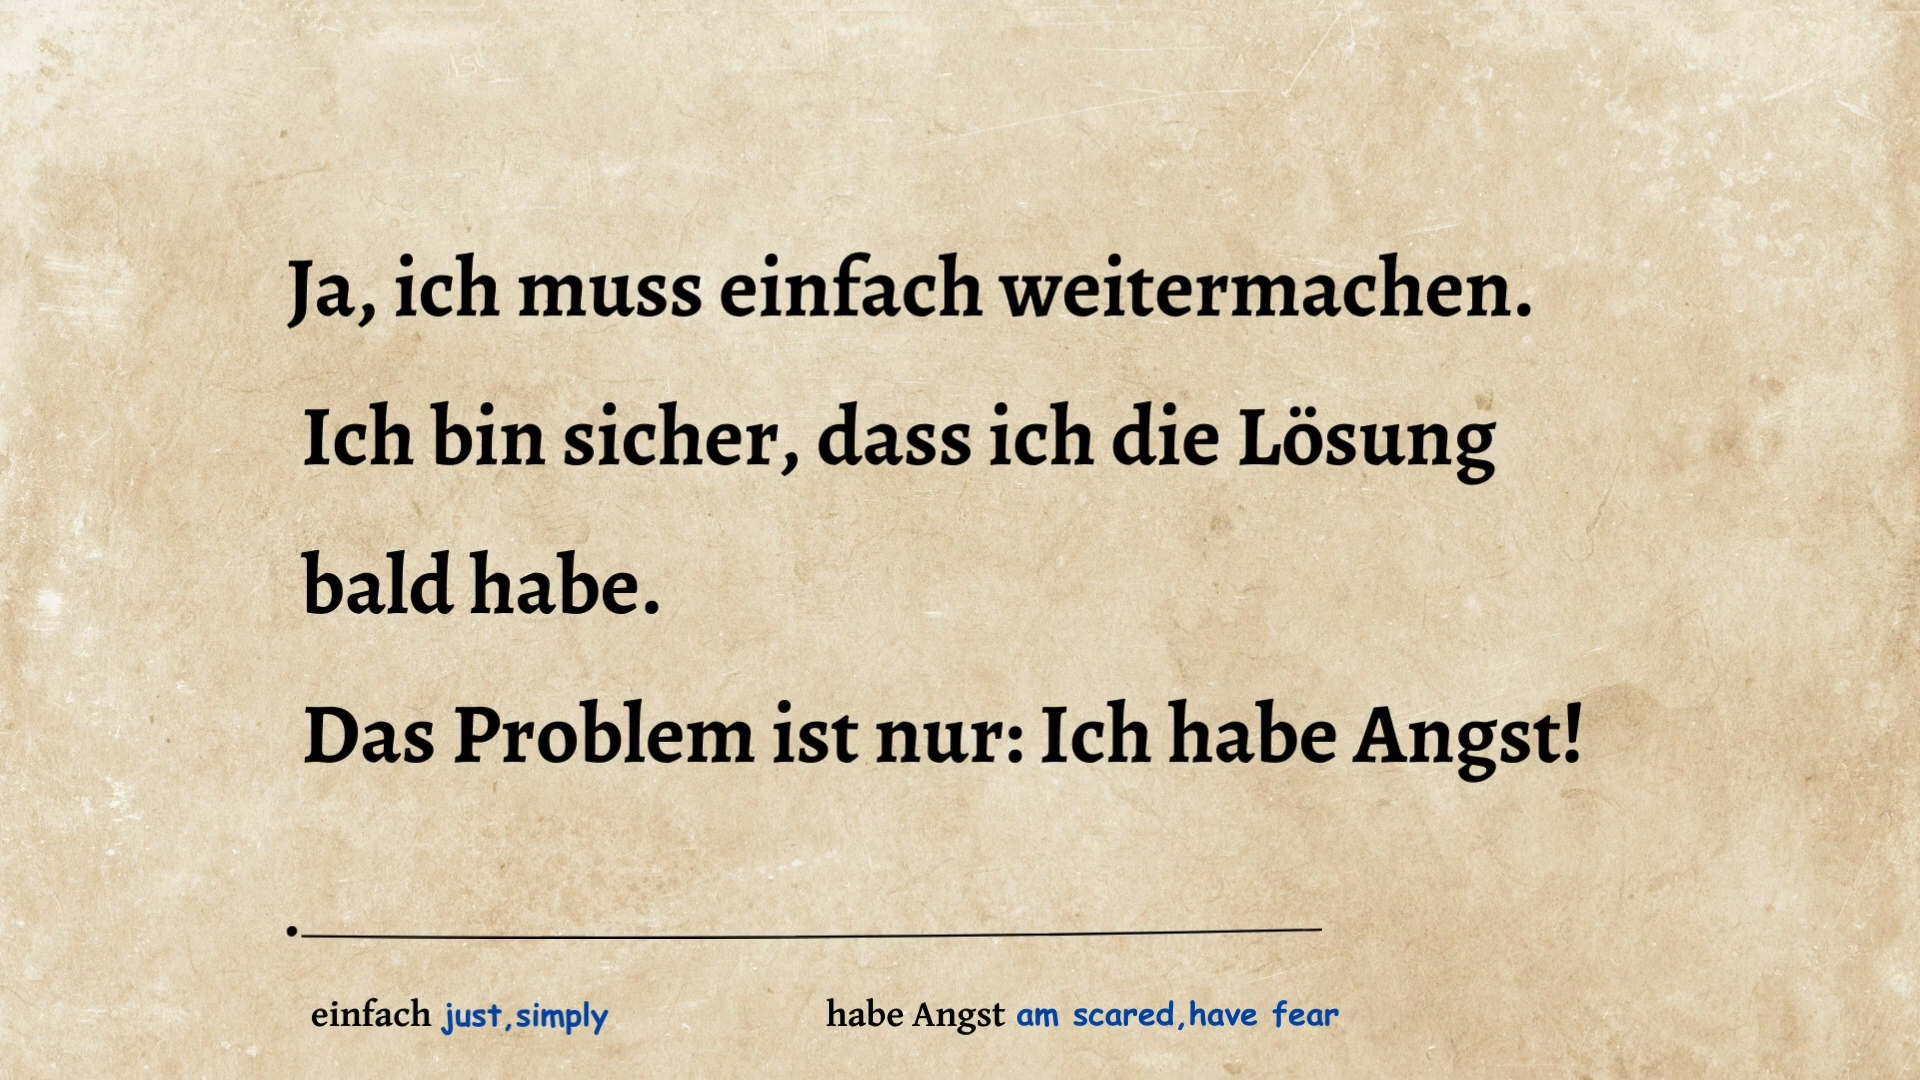 Ja, ich muss einfach weitermachen.
Ich bin sicher, dass ich die Lösung
bald habe.
Das Problem ist nur: Ich habe Angst!
einfach just,simply habe Angst am scared,have fear